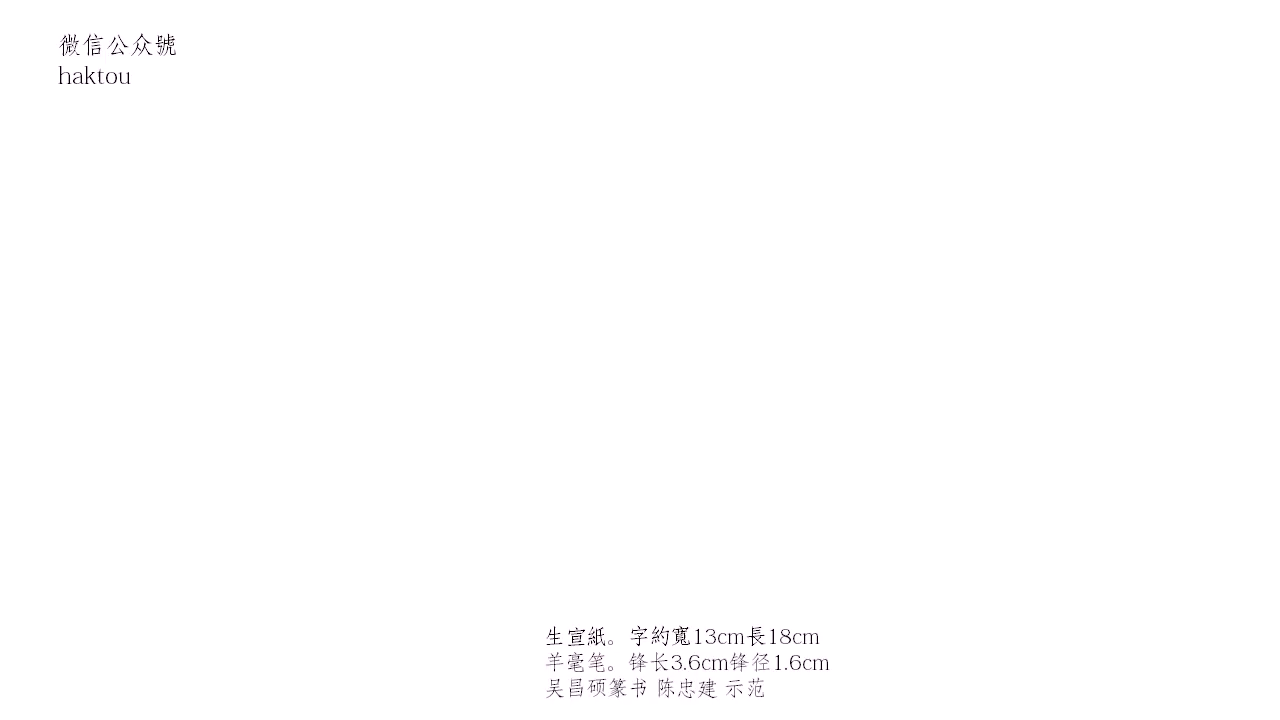 微信公众號
haktou
生宣紙。字約寬13cm長18cm
羊毫笔。锋长3.6cm锋径1.6cm
吴昌硕篆书 陈忠建 示范